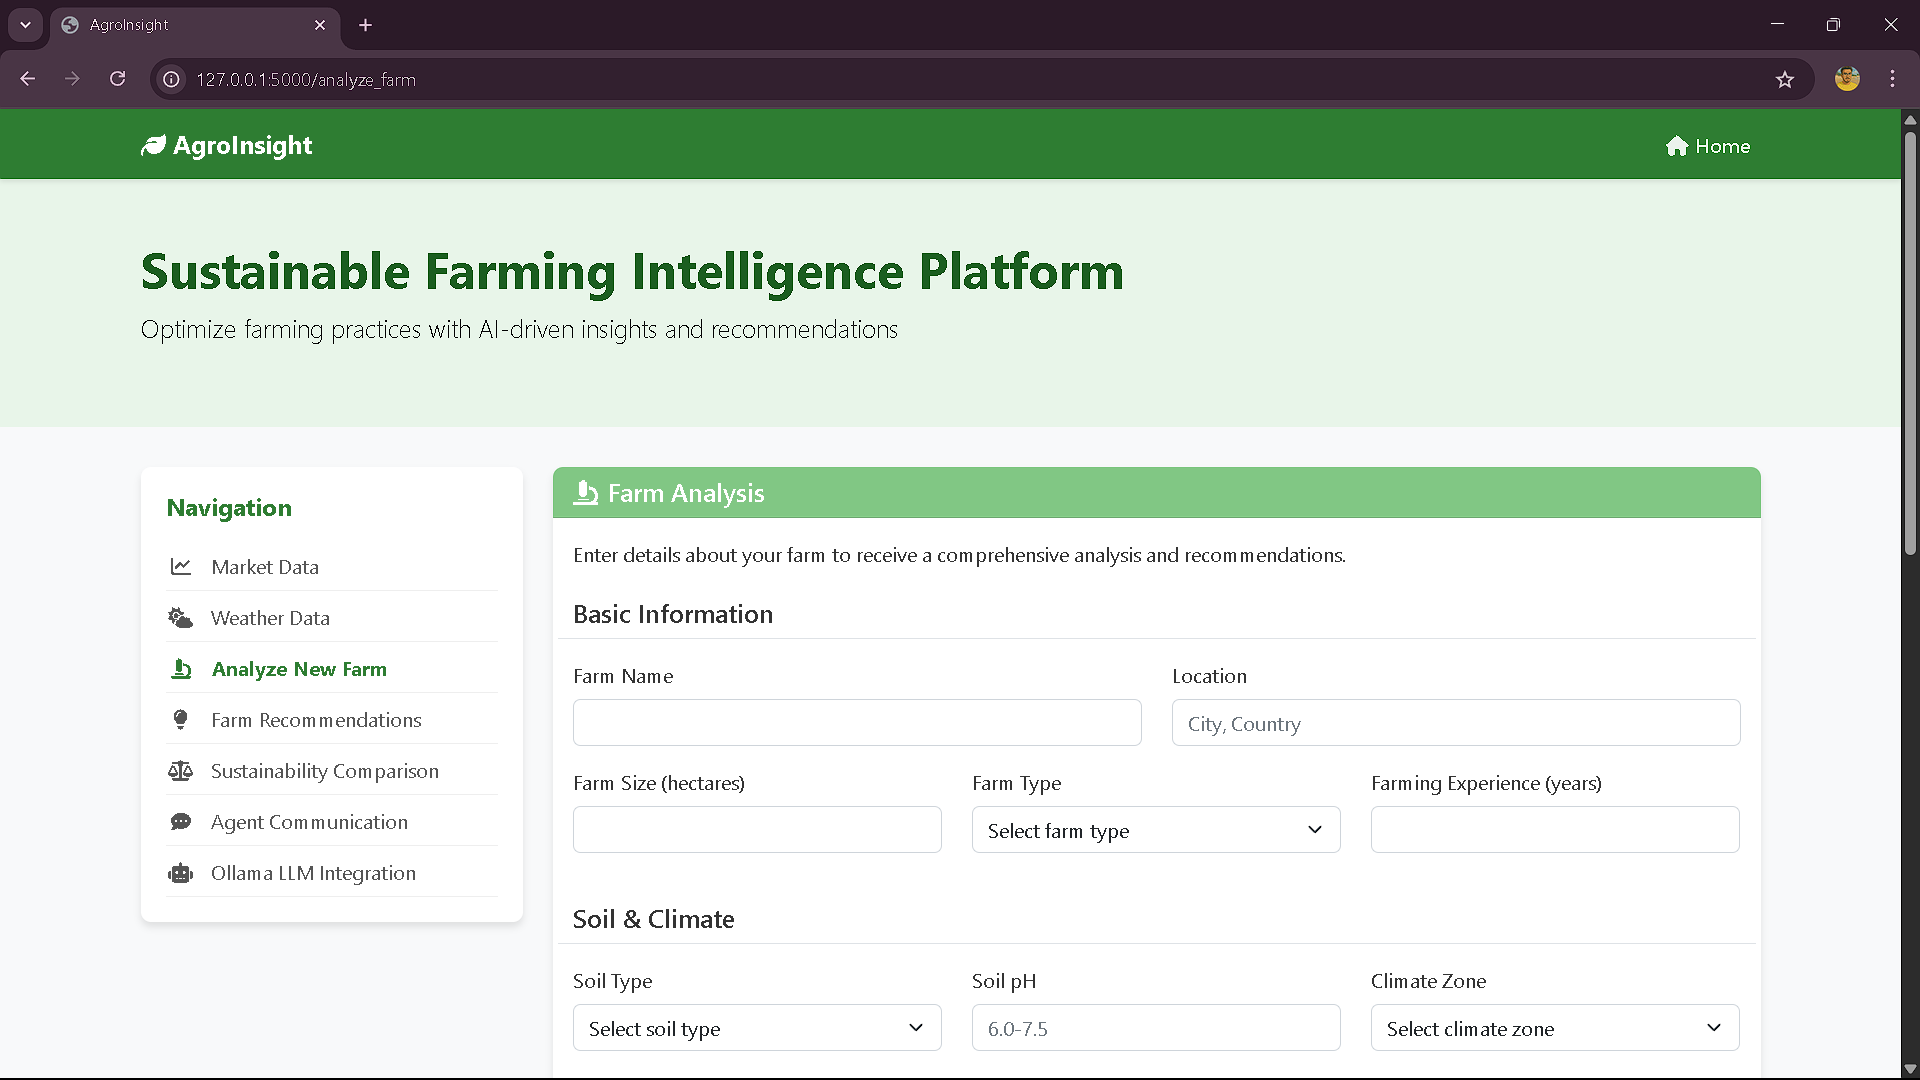 AgroInsight
127.0.0.1:5000/analyze_farm
AgroInsight
Home
Sustainable Farming Intelligence Platform
Optimize farming practices with AI-driven insights and recommendations
Navigation
Market Data
Weather Data
Analyze New Farm
Farm Recommendations
Sustainability Comparison
Agent Communication
Ollama LLM Integration
Farm Analysis
Enter details about your farm to receive a comprehensive analysis and recommendations.
Basic Information
Farm Name
Location
City, Country
Farm Size (hectares)
Farm Type
Farming Experience (years)
Select farm type
Soil & Climate
Soil Type
Soil pH
Climate Zone
Select soil type
6.0-7.5
Select climate zone